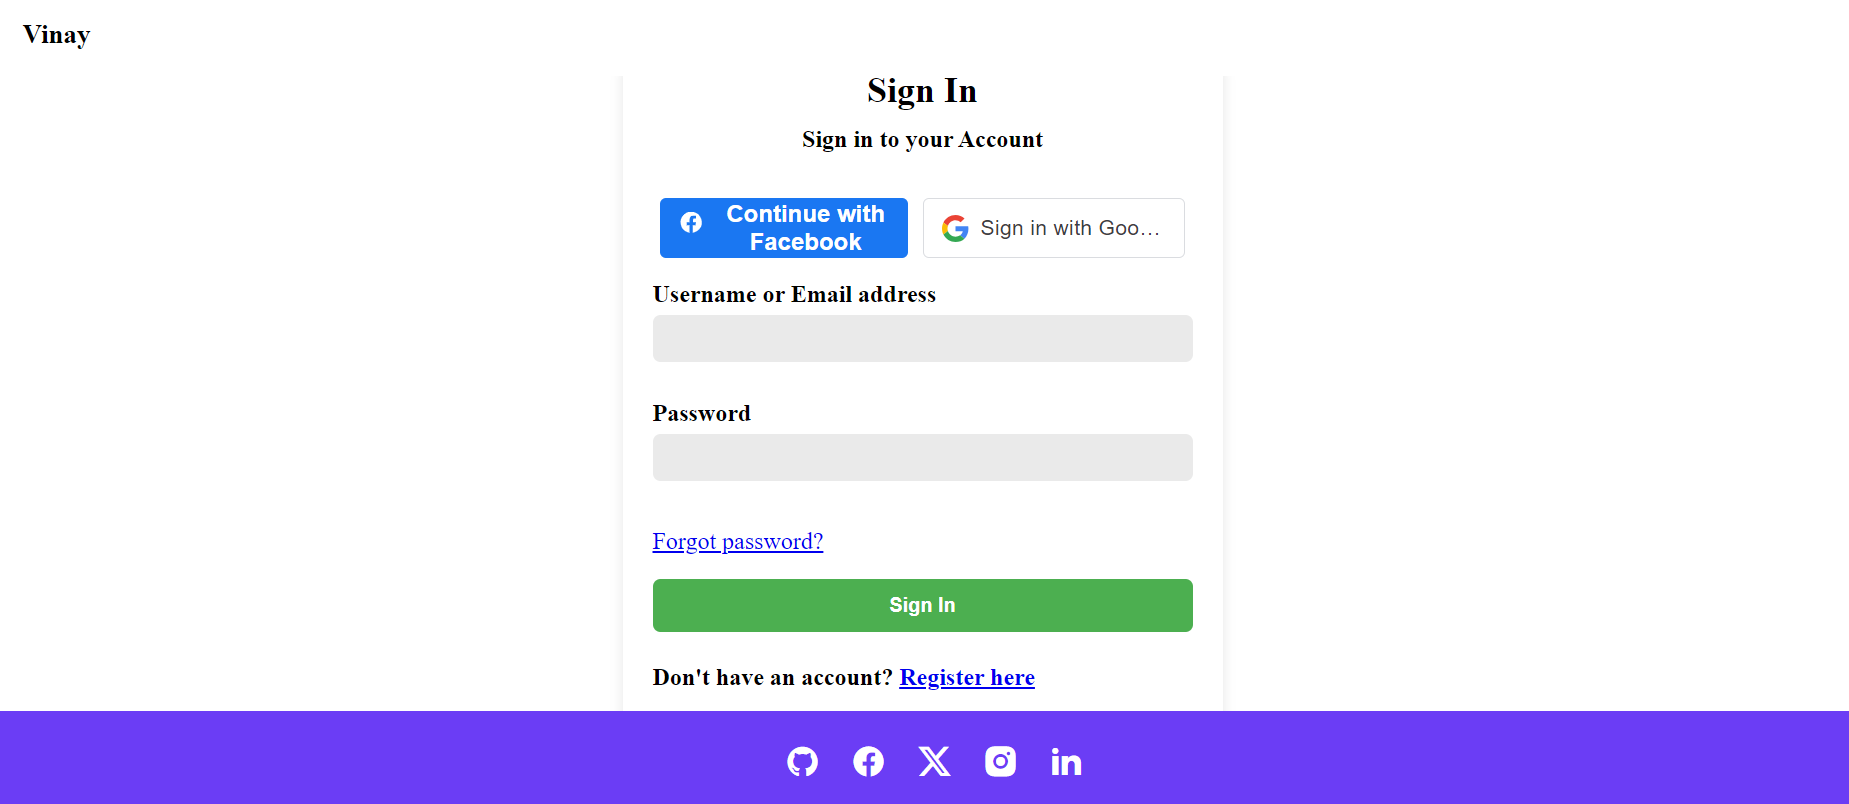 Vinay
Sign In
Sign in to your Account
Continue with
Facebook
Sign in with Goo...
Username or Email address
Password
Forgot password?
Sign In
Don't have an account? Register here